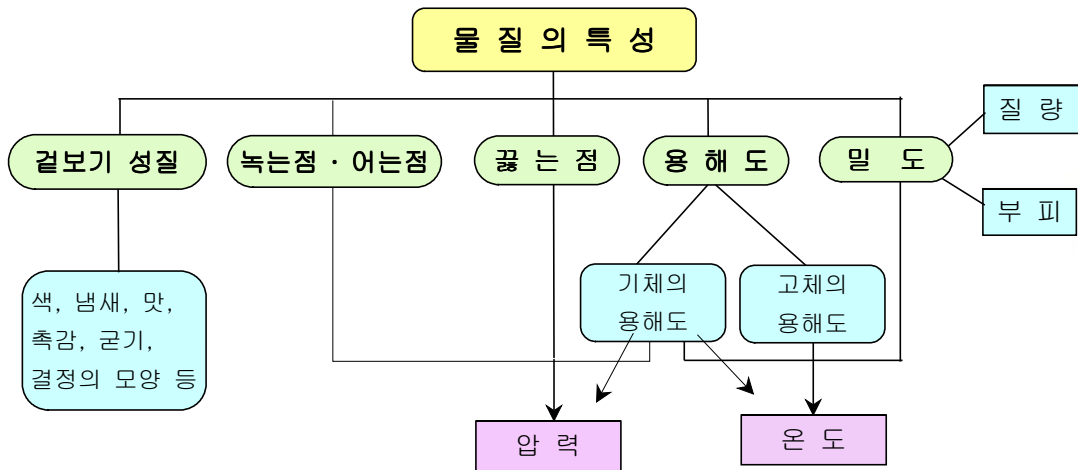 물 질 의 특 성
질 량
겉보기 성질
녹는점 · 어는점
끓 는 점
용 해 도
밀 도
부 피
색, 냄새, 맛,
촉감, 굳기,
결정의 모양 등
기체의
용해도
고체의
용해도
압 력
온 도